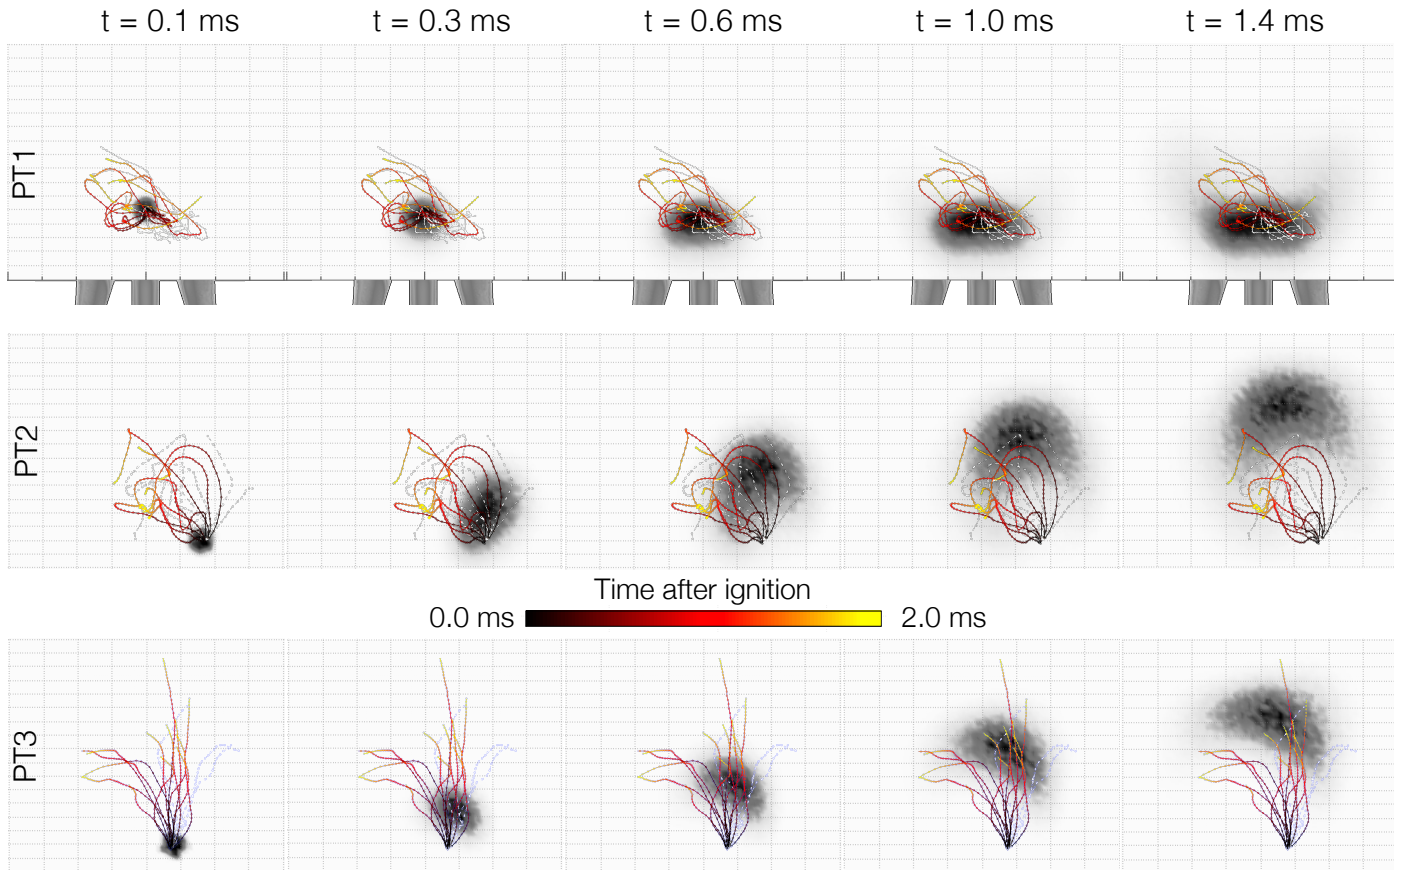 t = 0.1 ms t = 0.3 ms t = 0.6 ms t = 1.0 ms t = 1.4 ms
PT1
PT2
Time after ignition
0.0 ms 2.0 ms
PT3